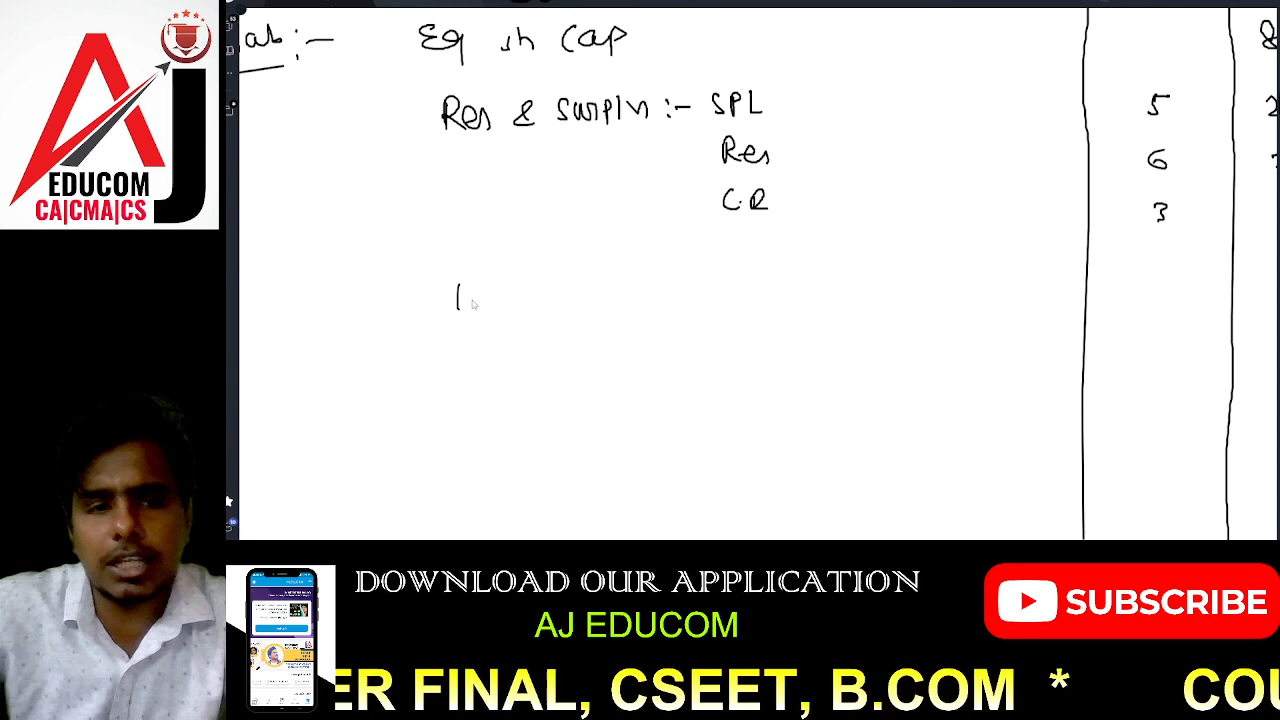 AJ
EDUCOM
CA|CMA|CS
Eq sh Cap
Res & surplus :- SPL 5
Res 6
C.R 3
DOWNLOAD OUR APPLICATION
AJ EDUCOM
SUBSCRIBE
ER FINAL, CSEET, B.COM * COU